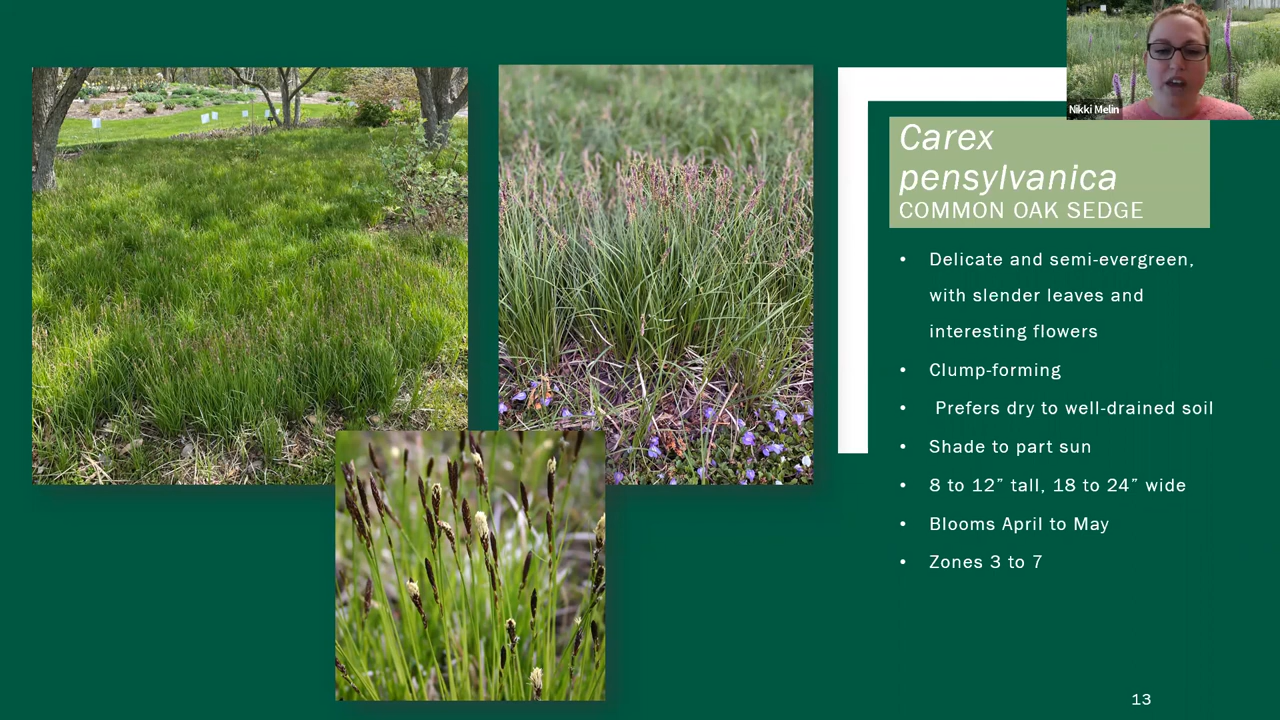 Nikki Melin
Carex
pensylvanica
COMMON OAK SEDGE
• Delicate and semi-evergreen,
with slender leaves and
interesting flowers
• Clump-forming
• Prefers dry to well-drained soil
• Shade to part sun
• 8 to 12” tall, 18 to 24” wide
• Blooms April to May
• Zones 3 to 7
13